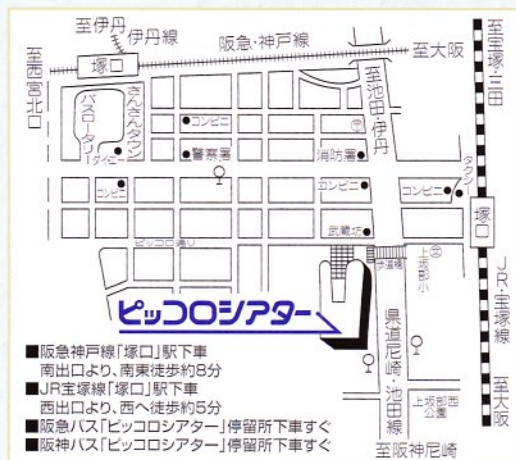 至伊丹
伊丹線
阪急・神戸線
至大阪
塚口
至西宮北口
バスロータリー
さんさんタウン
ダイエー
コンビニ
コンビニ
警察署
至池田・伊丹
消防署
コンビニ
コンビニ
タクシー
至宝塚・三田
塚口
武蔵坊
ピッコロ通り
歩道橋
上坂部小
文
JR・宝塚線
至大阪
ピッコロシアター
県道尼崎・池田線
上坂部西公園
至阪神尼崎
■阪急神戸線「塚口」駅下車
南出口より、南東徒歩約8分
■JR宝塚線「塚口」駅下車
西出口より、西へ徒歩約5分
■阪急バス「ピッコロシアター」停留所下車すぐ
■阪神バス「ピッコロシアター」停留所下車すぐ